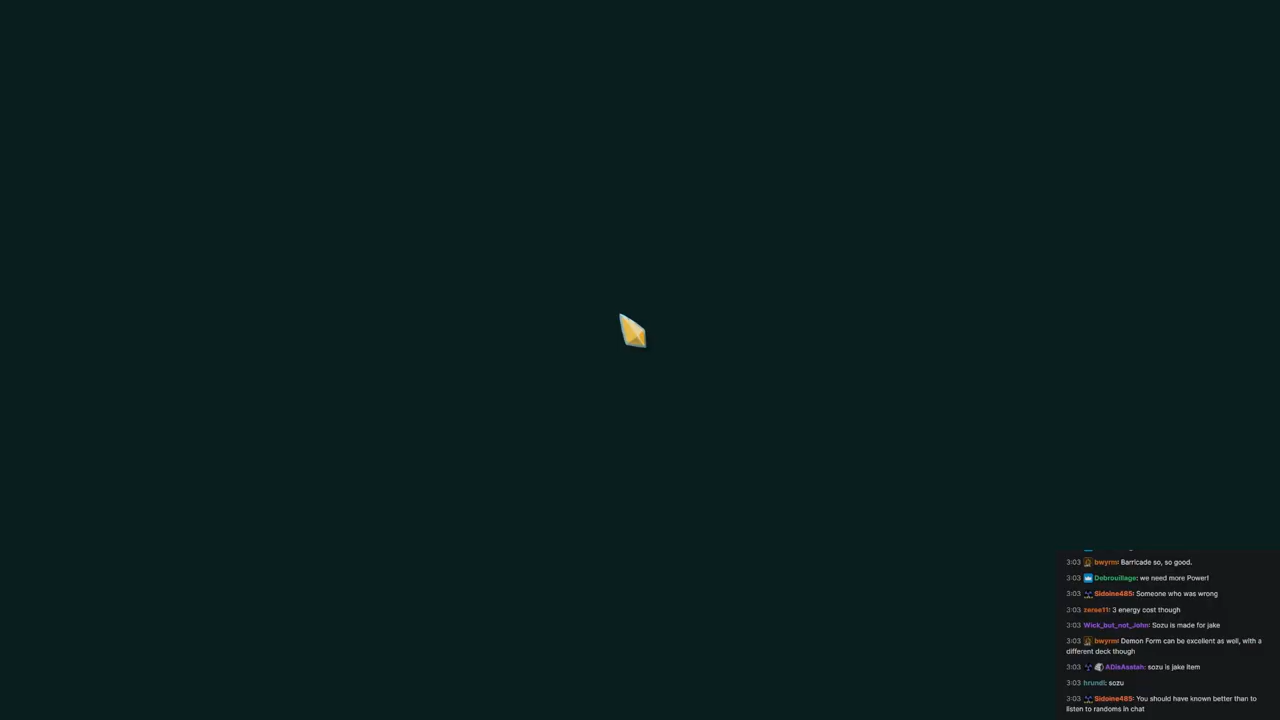 3:03 bwyrm: Barricade so, so good.
3:03 Debrouillage: we need more Power!
3:03 Sidoine485: Someone who was wrong
3:03 zeree11: 3 energy cost though
3:03 Wick_but_not_John: Sozu is made for jake
3:03 bwyrm: Demon Form can be excellent as well, with a
different deck though
3:03 ADisAsstah: sozu is jake item
3:03 hrundi: sozu
3:03 Sidoine485: You should have known better than to
listen to randoms in chat